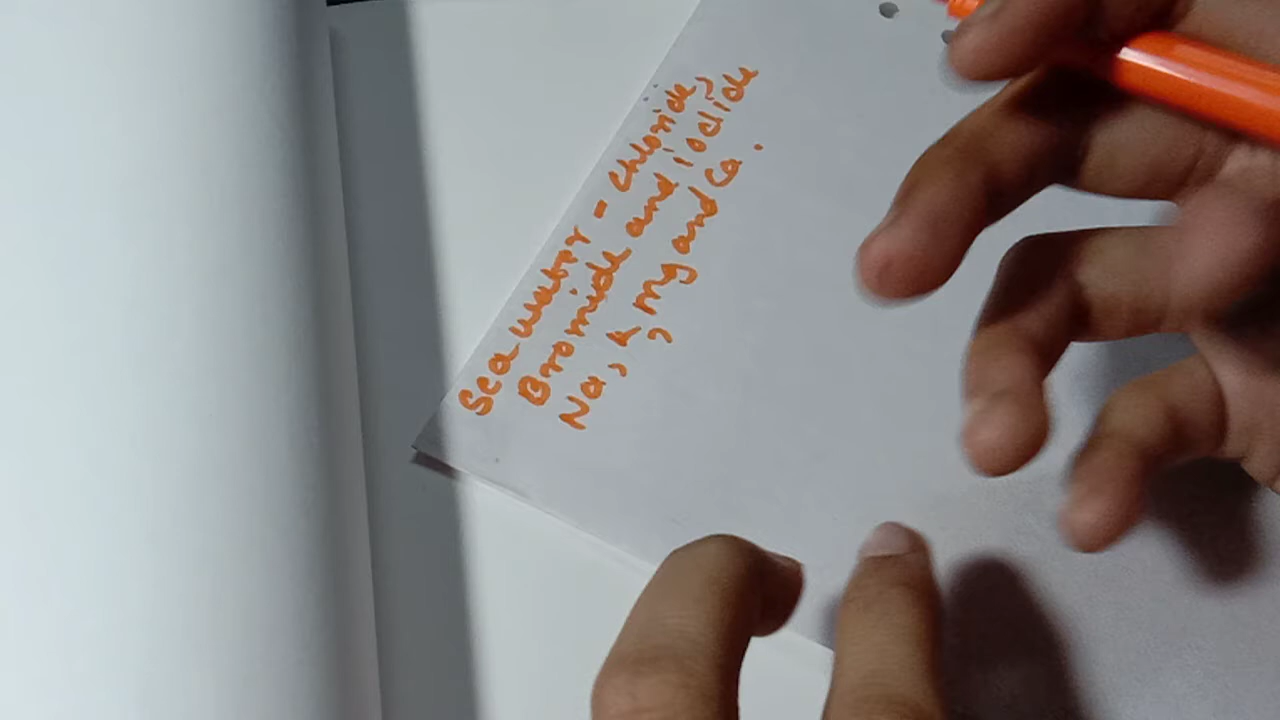 Sea water - chloride,
Bromide and iodide
Na, K, Mg and Ca.